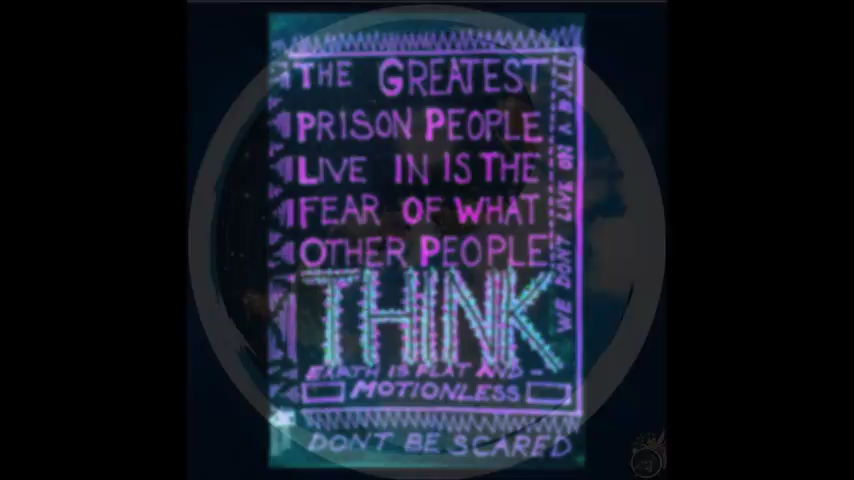 THE GREATEST
PRISON PEOPLE
LIVE IN IS THE
FEAR OF WHAT
OTHER PEOPLE
THINK
EARTH IS FLAT AND -
MOTIONLESS
DONT BE SCARED
WE DONT LIVE ON A